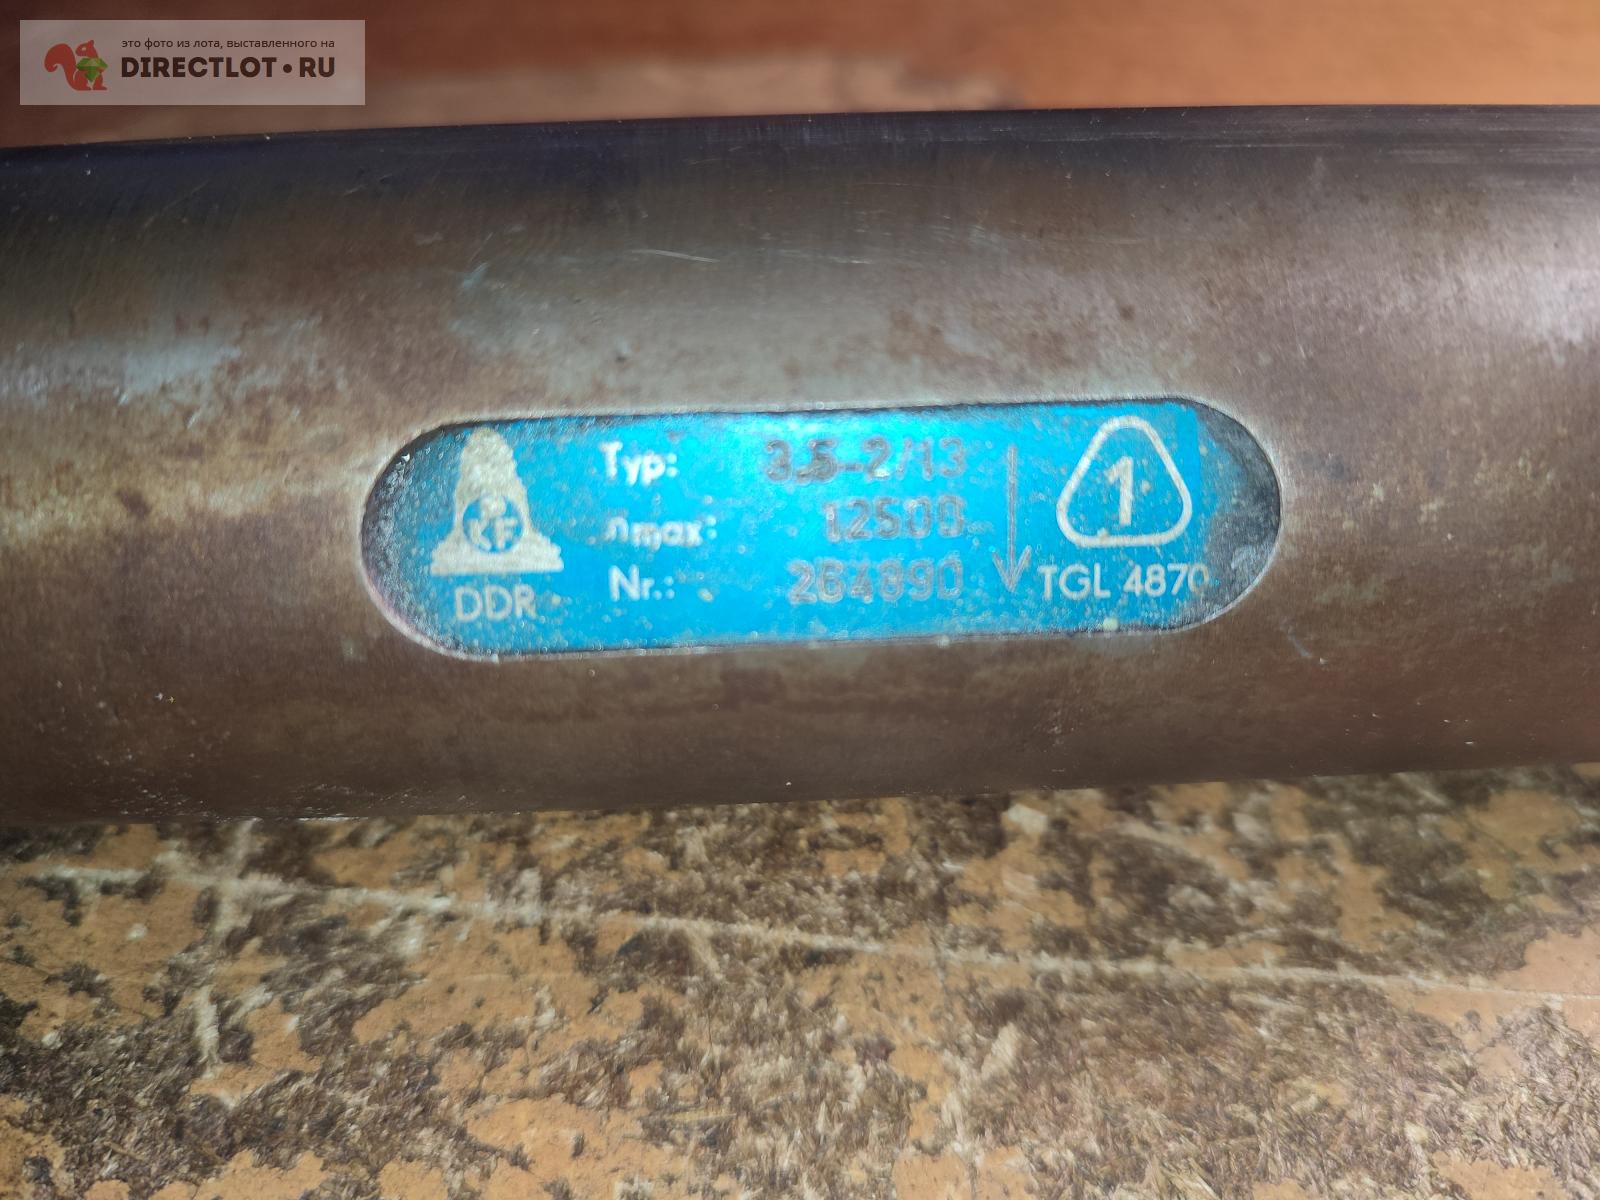 это фото из лота, выставленного на
DIRECTLOT•RU
KF
DDR
Typ: 3,5-2/13
nmax: 12500
Nr.: 264890
1
TGL 4870